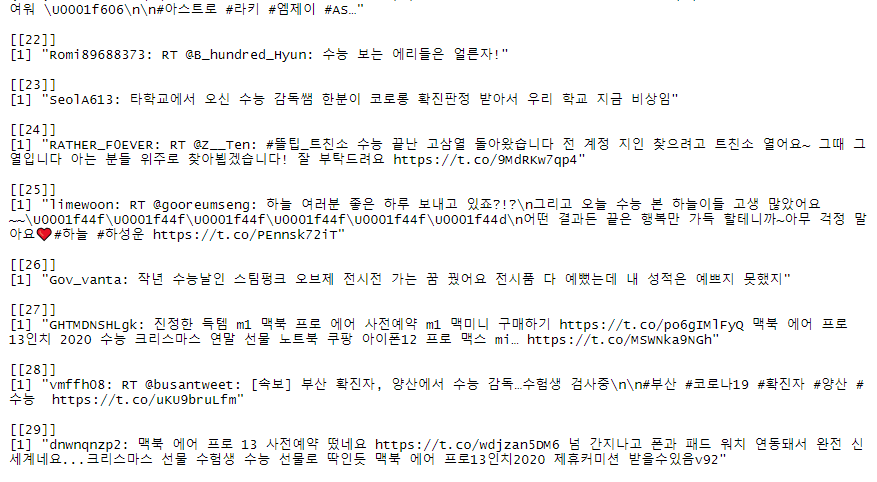 여워 \U0001f606\n\n#아스트로 #라키 #엠제이 #AS…"
[[22]]
[1] "Romi89688373: RT @B_hundred_Hyun: 수능 보는 에리들은 얼른자!"
[[23]]
[1] "SeolA613: 타학교에서 오신 수능 감독쌤 한분이 코로롱 확진판정 받아서 우리 학교 지금 비상임"
[[24]]
[1] "RATHER_F0EVER: RT @Z__Ten: #뜰팁_트친소 수능 끝난 고삼열 돌아왔습니다 전 계정 지인 찾으려고 트친소 열어요~ 그때 그
열입니다 아는 분들 위주로 찾아뵙겠습니다! 잘 부탁드려요 https://t.co/9MdRKw7qp4"
[[25]]
[1] "limewoon: RT @gooreumseng: 하늘 여러분 좋은 하루 보내고 있죠?!?\n그리고 오늘 수능 본 하늘이들 고생 많았어요
~~\U0001f44f\U0001f44f\U0001f44f\U0001f44f\U0001f44f\U0001f44d\n어떤 결과든 끝은 행복만 가득 할테니까~아무 걱정 말
아요❤#하늘 #하성운 https://t.co/PEnnsk72iT"
[[26]]
[1] "Gov_vanta: 작년 수능날인 스팀펑크 오브제 전시전 가는 꿈 꿨어요 전시품 다 예뻤는데 내 성적은 예쁘지 못했지"
[[27]]
[1] "GHTMDNSHLgk: 진정한 득템 m1 맥북 프로 에어 사전예약 m1 맥미니 구매하기 https://t.co/po6gIMlFyQ 맥북 에어 프로
13인치 2020 수능 크리스마스 연말 선물 노트북 쿠팡 아이폰12 프로 맥스 mi… https://t.co/MSWNka9NGh"
[[28]]
[1] "vmffh08: RT @busantweet: [속보] 부산 확진자, 양산에서 수능 감독…수험생 검사중\n\n#부산 #코로나19 #확진자 #양산 #
수능  https://t.co/uKU9bruLfm"
[[29]]
[1] "dnwnqnzp2: 맥북 에어 프로 13 사전예약 떴네요 https://t.co/wdjzan5DM6 넘 간지나고 폰과 패드 워치 연동돼서 완전 신
세계네요...크리스마스 선물 수험생 수능 선물로 딱인듯 맥북 에어 프로13인치2020 제휴커미션 받을수있음v92"